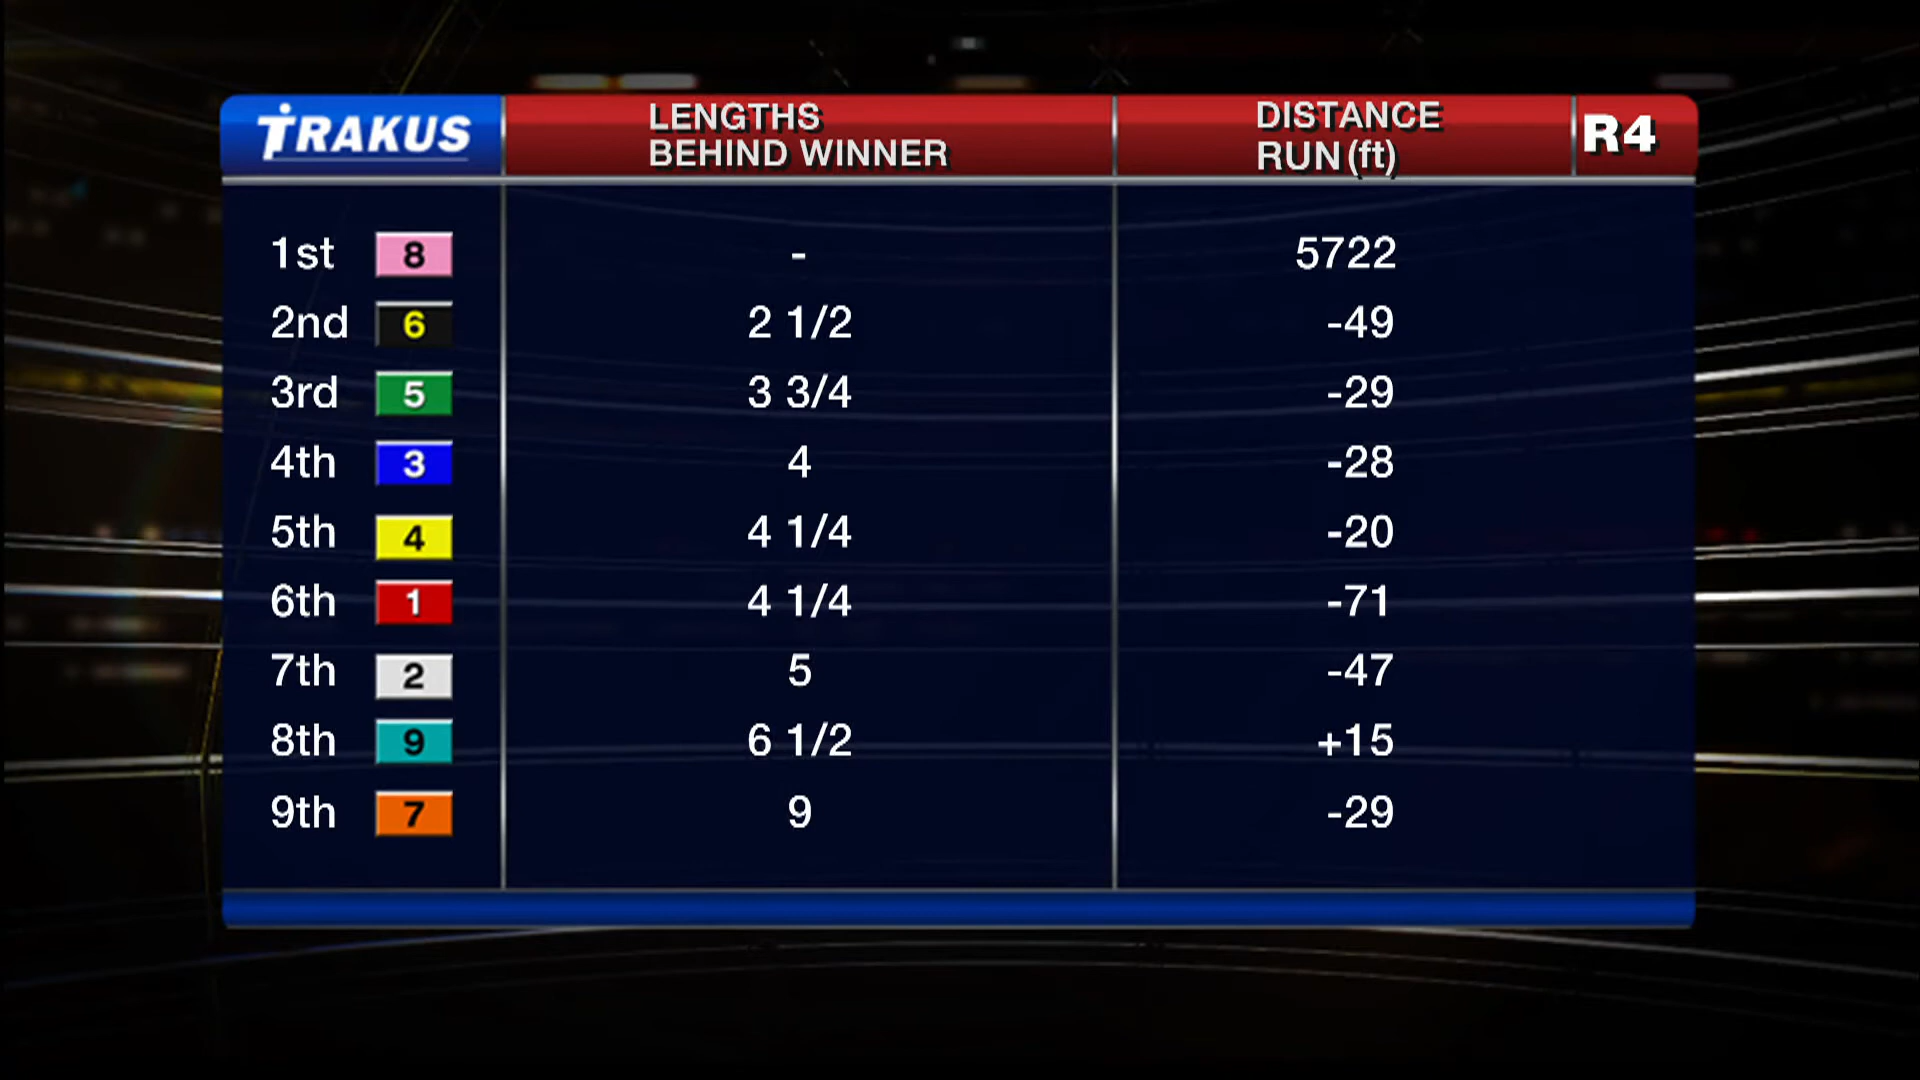 TRAKUS
LENGTHS
BEHIND WINNER
DISTANCE
RUN (ft)
R4
1st 8 - 5722
2nd 6 2 1/2 -49
3rd 5 3 3/4 -29
4th 3 4 -28
5th 4 4 1/4 -20
6th 1 4 1/4 -71
7th 2 5 -47
8th 9 6 1/2 +15
9th 7 9 -29